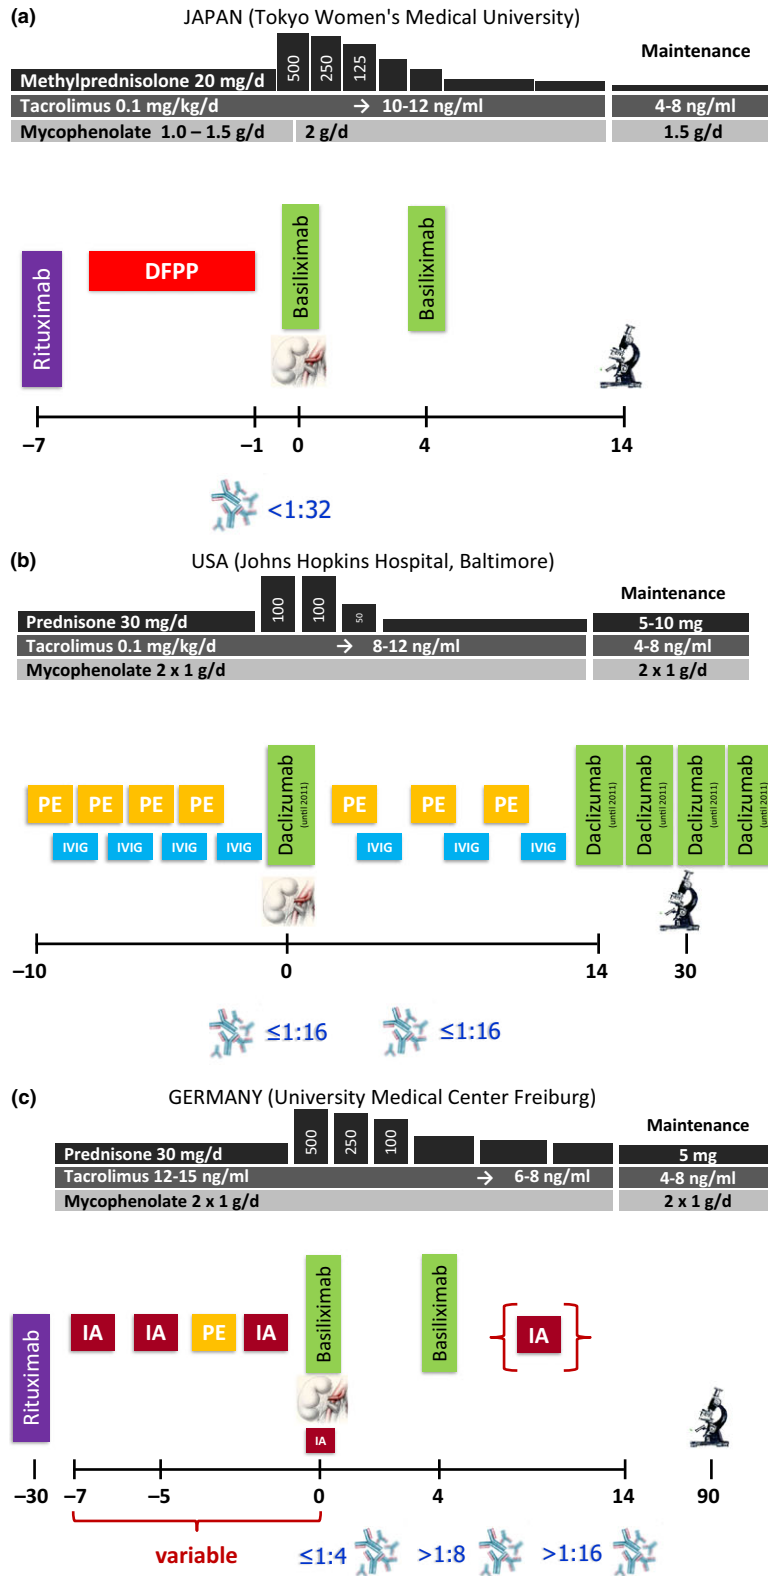 (a)
JAPAN (Tokyo Women's Medical University)
500
250
125
Maintenance
Methylprednisolone 20 mg/d
Tacrolimus 0.1 mg/kg/d → 10-12 ng/ml 4-8 ng/ml
Mycophenolate 1.0 – 1.5 g/d 2 g/d 1.5 g/d
Rituximab
DFPP
Basiliximab
Basiliximab
–7 –1 0 4 14
<1:32
(b)
USA (Johns Hopkins Hospital, Baltimore)
100
100
50
Maintenance
Prednisone 30 mg/d 5-10 mg
Tacrolimus 0.1 mg/kg/d → 8-12 ng/ml 4-8 ng/ml
Mycophenolate 2 x 1 g/d 2 x 1 g/d
PE PE PE PE
Daclizumab
(until 2011)
PE PE PE
Daclizumab
(until 2011)
Daclizumab
(until 2011)
Daclizumab
(until 2011)
Daclizumab
(until 2011)
IVIG IVIG IVIG IVIG IVIG IVIG IVIG
–10 0 14 30
≤1:16 ≤1:16
(c)
GERMANY (University Medical Center Freiburg)
500
250
100
Maintenance
Prednisone 30 mg/d 5 mg
Tacrolimus 12-15 ng/ml → 6-8 ng/ml 4-8 ng/ml
Mycophenolate 2 x 1 g/d 2 x 1 g/d
Rituximab
IA IA PE IA
Basiliximab
Basiliximab
{ IA }
IA
–30 –7 –5 0 4 14 90
variable
≤1:4 >1:8 >1:16